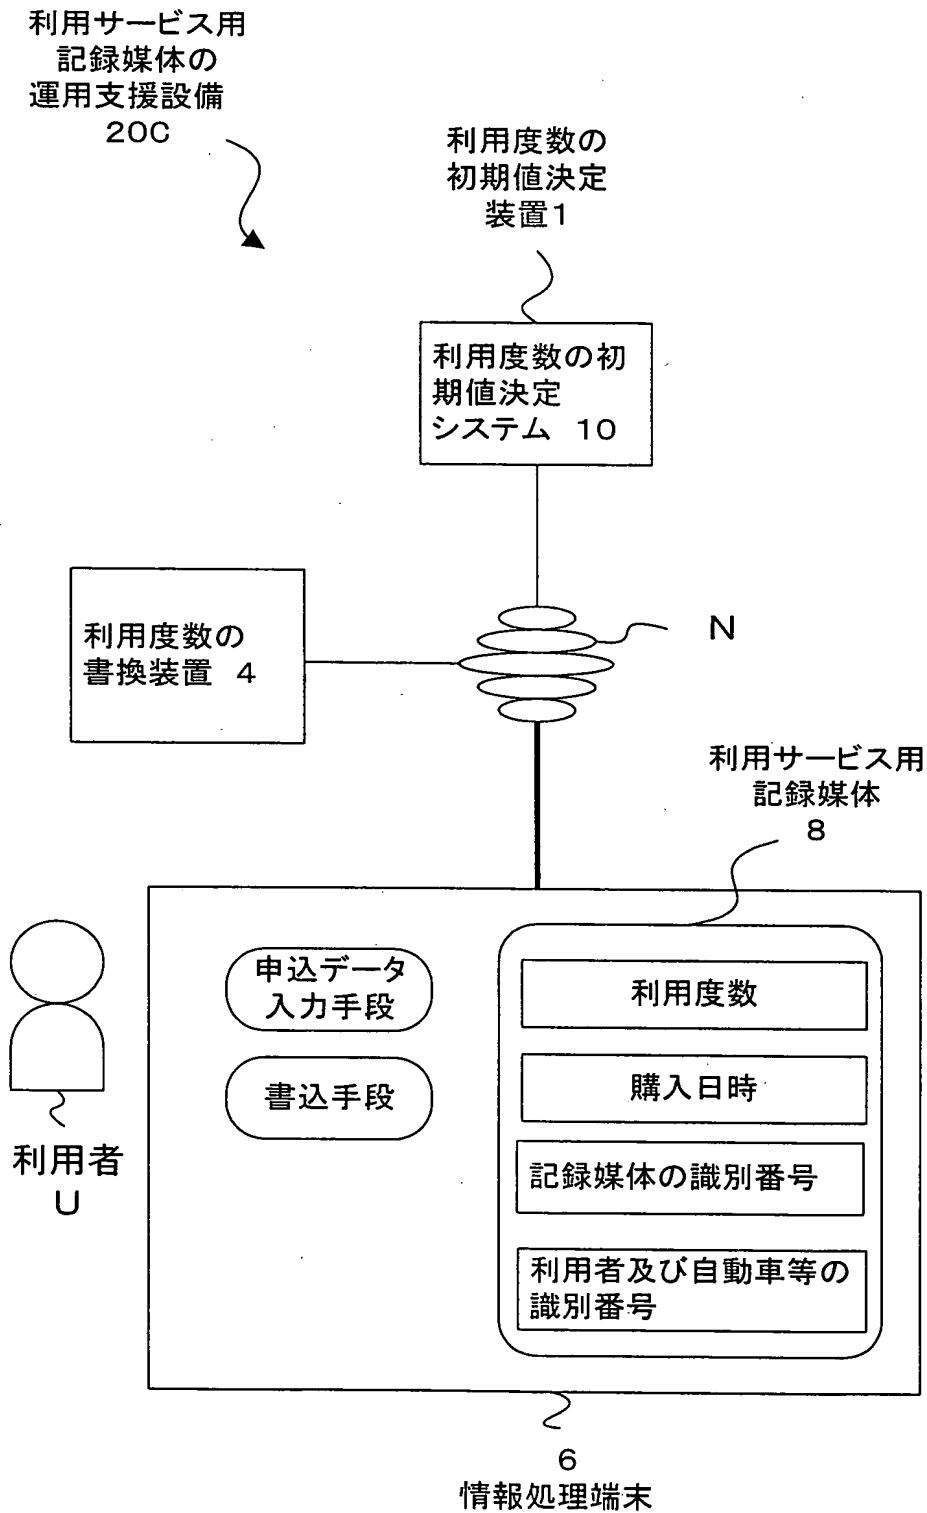 利用サービス用
記録媒体の
運用支援設備
20C
利用度数の
初期値決定
装置1
利用度数の初
期値決定
システム 10
利用度数の
書換装置 4
N
利用サービス用
記録媒体
8
申込データ
入力手段
書込手段
利用度数
購入日時
記録媒体の識別番号
利用者及び自動車等の
識別番号
利用者
U
6
情報処理端末